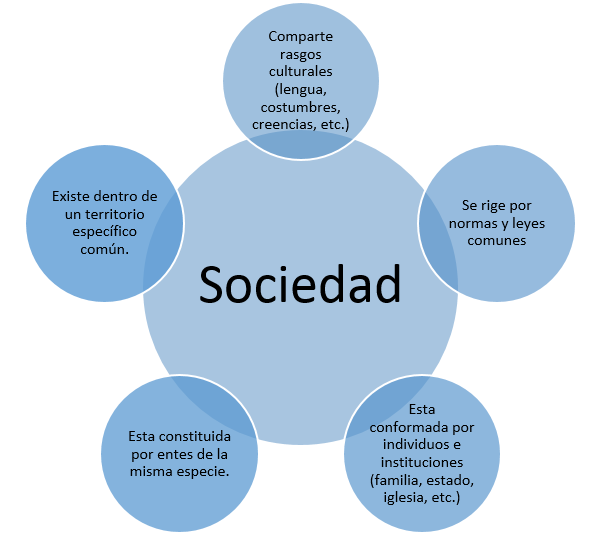 Comparte
rasgos
culturales
(lengua,
costumbres,
creencias, etc.)
Existe dentro de
un territorio
específico
común.
Se rige por
normas y leyes
comunes
Sociedad
Esta constituida
por entes de la
misma especie.
Esta
conformada por
individuos e
instituciones
(familia, estado,
iglesia, etc.)